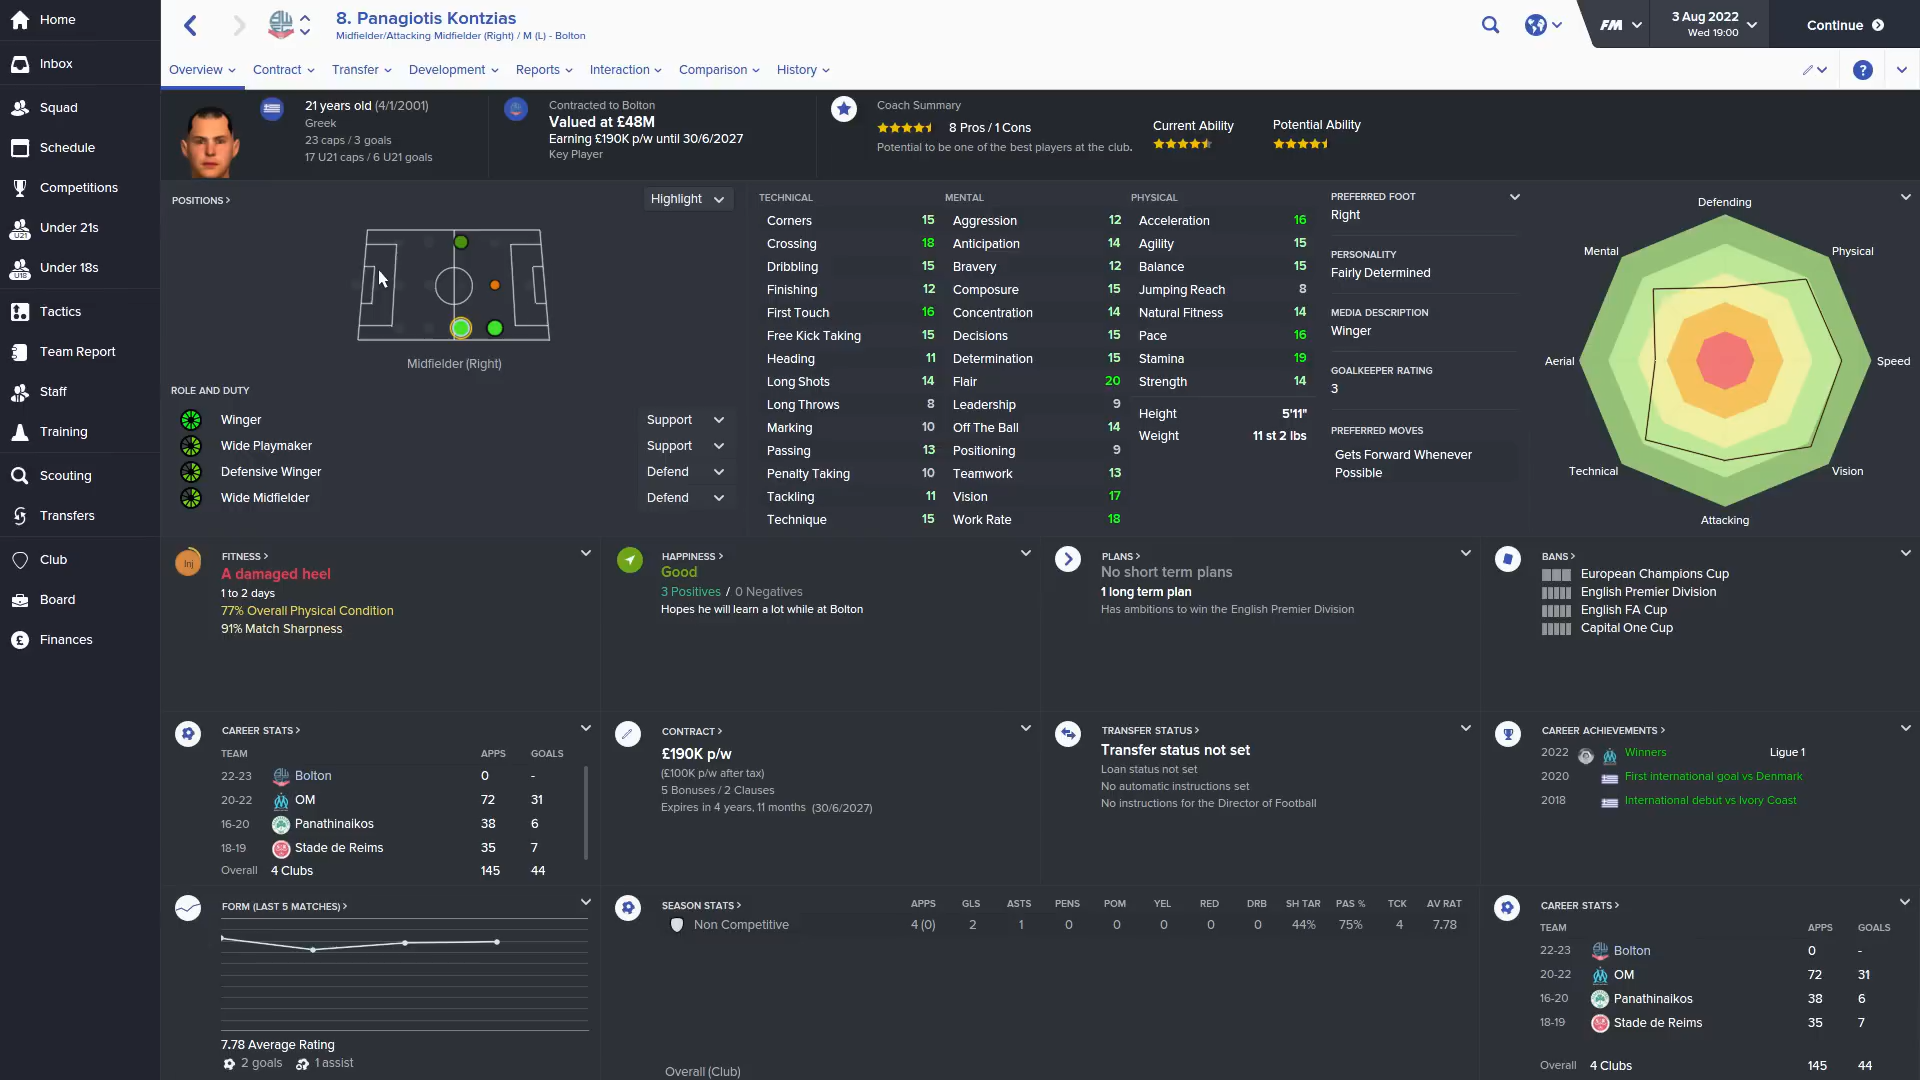 Home
Inbox
Squad
Schedule
Competitions
Under 21s
Under 18s
Tactics
Team Report
Staff
Training
Scouting
Transfers
Club
Board
Finances
8. Panagiotis Kontzias
Midfielder/Attacking Midfielder (Right) / M (L) - Bolton
FM
3 Aug 2022
Wed 19:00
Continue
Overview Contract Transfer Development Reports Interaction Comparison History
?
21 years old (4/1/2001)
Greek
23 caps / 3 goals
17 U21 caps / 6 U21 goals
Contracted to Bolton
Valued at £48M
Earning £190K p/w until 30/6/2027
Key Player
Coach Summary
8 Pros / 1 Cons
Potential to be one of the best players at the club.
Current Ability
Potential Ability
POSITIONS >
Highlight
Midfielder (Right)
ROLE AND DUTY
Winger Support
Wide Playmaker Support
Defensive Winger Defend
Wide Midfielder Defend
TECHNICAL
Corners 15
Crossing 18
Dribbling 15
Finishing 12
First Touch 16
Free Kick Taking 15
Heading 11
Long Shots 14
Long Throws 8
Marking 10
Passing 13
Penalty Taking 10
Tackling 11
Technique 15
MENTAL
Aggression 12
Anticipation 14
Bravery 12
Composure 15
Concentration 14
Decisions 15
Determination 15
Flair 20
Leadership 9
Off The Ball 14
Positioning 9
Teamwork 13
Vision 17
Work Rate 18
PHYSICAL
Acceleration 16
Agility 15
Balance 15
Jumping Reach 8
Natural Fitness 14
Pace 16
Stamina 19
Strength 14
Height 5'11"
Weight 11 st 2 lbs
PREFERRED FOOT
Right
PERSONALITY
Fairly Determined
MEDIA DESCRIPTION
Winger
GOALKEEPER RATING
3
PREFERRED MOVES
Gets Forward Whenever
Possible
Defending
Physical
Speed
Vision
Attacking
Technical
Aerial
Mental
Inj
FITNESS >
A damaged heel
1 to 2 days
77% Overall Physical Condition
91% Match Sharpness
HAPPINESS >
Good
3 Positives / 0 Negatives
Hopes he will learn a lot while at Bolton
PLANS >
No short term plans
1 long term plan
Has ambitions to win the English Premier Division
BANS >
European Champions Cup
English Premier Division
English FA Cup
Capital One Cup
CAREER STATS >
TEAM APPS GOALS
22-23 Bolton 0 -
20-22 OM 72 31
16-20 Panathinaikos 38 6
18-19 Stade de Reims 35 7
Overall 4 Clubs 145 44
CONTRACT >
£190K p/w
(£100K p/w after tax)
5 Bonuses / 2 Clauses
Expires in 4 years, 11 months (30/6/2027)
TRANSFER STATUS >
Transfer status not set
Loan status not set
No automatic instructions set
No instructions for the Director of Football
CAREER ACHIEVEMENTS >
2022 Winners Ligue 1
2020 First international goal vs Denmark
2018 International debut vs Ivory Coast
FORM (LAST 5 MATCHES) >
7.78 Average Rating
2 goals 1 assist
SEASON STATS > APPS GLS ASTS PENS POM YEL RED DRB SH TAR PAS % TCK AV RAT
Non Competitive 4 (0) 2 1 0 0 0 0 0 44% 75% 4 7.78
Overall (Club)
CAREER STATS >
TEAM APPS GOALS
22-23 Bolton 0 -
20-22 OM 72 31
16-20 Panathinaikos 38 6
18-19 Stade de Reims 35 7
Overall 4 Clubs 145 44